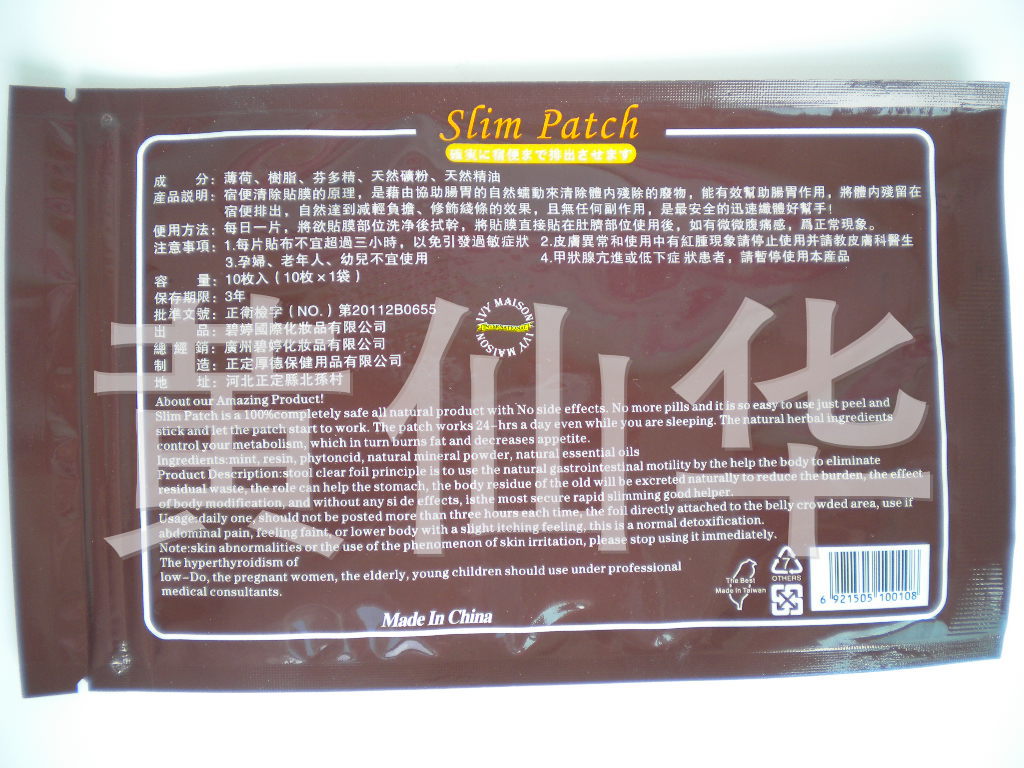 Slim Patch
確実に宿便まで排出させます
成 分：薄荷、樹脂、芬多精、天然礦粉、天然精油
産品説明：宿便清除貼膜的原理，是藉由協助腸胃的自然蠕動來清除體内殘除的廢物，能有效幫助腸胃作用，將體内殘留在
宿便排出，自然達到减輕負擔、修飾綫條的效果，且無任何副作用，是最安全的迅速纖體好幫手！
使用方法：每日一片，將欲貼膜部位洗净後拭幹，將貼膜直接貼在肚臍部位使用後，如有微微腹痛感，爲正常現象。
注意事項：1.每片貼布不宜超過三小時，以免引發過敏症狀 2.皮膚異常和使用中有紅腫現象請停止使用并請教皮膚科醫生
3.孕婦、老年人、幼兒不宜使用 4.甲狀腺亢進或低下症狀患者，請暫停使用本産品
容 量：10枚入（10枚×1袋）
保存期限：3年
批準文號：正衛檢字（NO.）第20112B0655
出 品：碧婷國際化妝品有限公司
總 經 銷：廣州碧婷化妝品有限公司
制 造：正定厚德保健用品有限公司
地 址：河北正定縣北孫村
IVY MAISON IVY MAISON
黄仙华
About our Amazing Product!
Slim Patch is a 100%completely safe all natural product with No side effects. No more pills and it is so easy to use just peel and
stick and let the patch start to work. The patch works 24-hrs a day even while you are sleeping. The natural herbal ingredients
control your metabolism, which in turn burns fat and decreases appetite.
Ingredients:mint, resin, phytoncid, natural mineral powder, natural essential oils
Product Description:stool clear foil principle is to use the natural gastrointestinal motility by the help the body to eliminate
residual waste, the role can help the stomach, the body residue of the old will be excreted naturally to reduce the burden, the effect
of body modification, and without any si de effects, isthe most secure rapid slimming good helper.
Usage:daily one, should not be posted more than three hours each time, the foil directly attached to the belly crowded area, use if
abdominal pain, feeling faint, or lower body with a slight itching feeling, this is a normal detoxification.
Note:skin abnormalities or the use of the phenomenon of skin irritation, please stop using it immediately.
The hyperthyroidism of
low-Do, the pregnant women, the elderly, young children should use under professional
medical consultants.
The Best
Made In Taiwan
OTHERS
6 921505 100108
Made In China